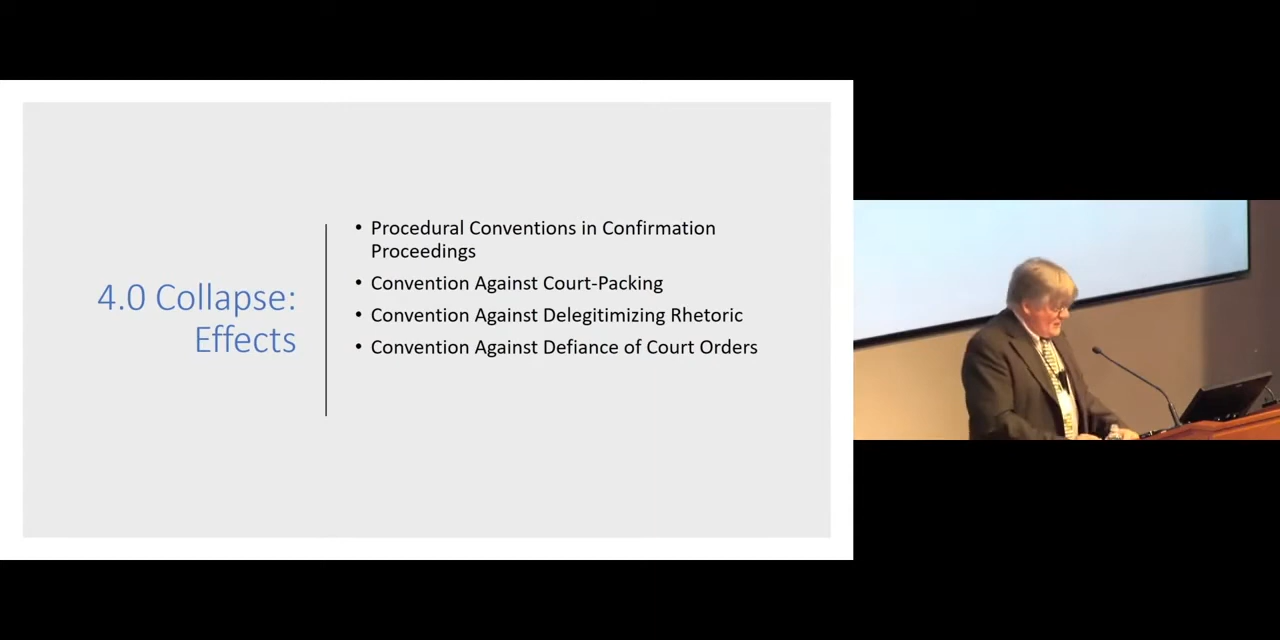 4.0 Collapse:
Effects
• Procedural Conventions in Confirmation
Proceedings
• Convention Against Court-Packing
• Convention Against Delegitimizing Rhetoric
• Convention Against Defiance of Court Orders